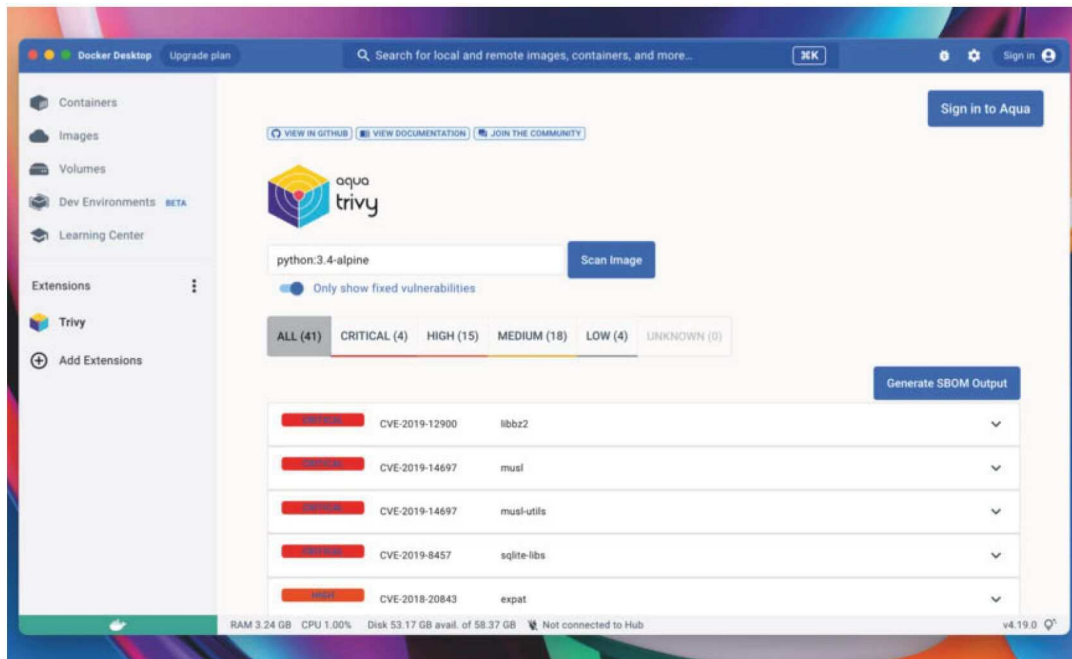 Docker Desktop Upgrade plan Search for local and remote images, containers, and more... ⌘K Sign in
Containers
Images
Volumes
Dev Environments BETA
Learning Center
Extensions
Trivy
Add Extensions
Sign in to Aqua
VIEW IN GITHUB VIEW DOCUMENTATION JOIN THE COMMUNITY
aqua
trivy
python:3.4-alpine Scan Image
Only show fixed vulnerabilities
ALL (41) CRITICAL (4) HIGH (15) MEDIUM (18) LOW (4) UNKNOWN (0)
Generate SBOM Output
CRITICAL CVE-2019-12900 libbz2
CRITICAL CVE-2019-14697 musl
CRITICAL CVE-2019-14697 musl-utils
CRITICAL CVE-2019-8457 sqlite-libs
HIGH CVE-2018-20843 expat
RAM 3.24 GB CPU 1.00% Disk 53.17 GB avail. of 58.37 GB Not connected to Hub v4.19.0